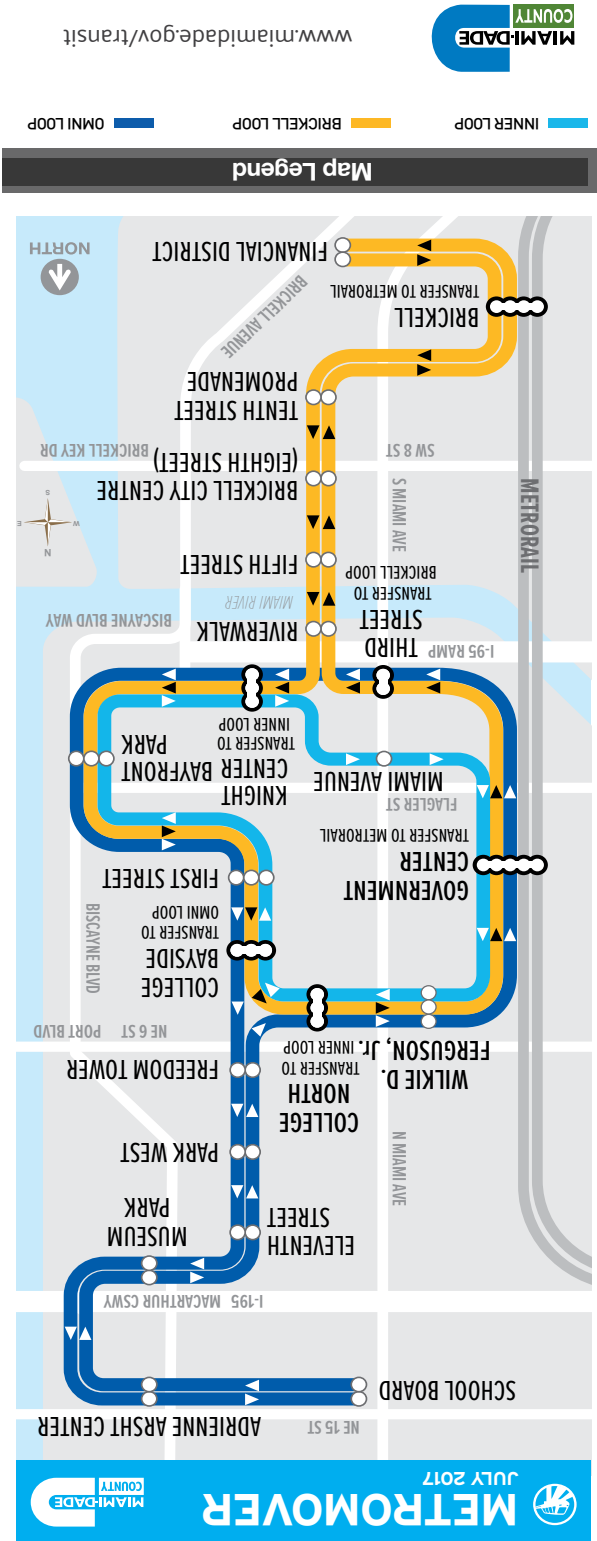 METROMOVER
JULY 2017
MIAMI-DADE
COUNTY
NE 15 ST
SCHOOL BOARD
ADRIENNE ARSHT CENTER
I-195 MACARTHUR CSWY
MUSEUM
PARK
ELEVENTH
STREET
PARK WEST
N MIAMI AVE
FREEDOM TOWER
COLLEGE
NORTH
TRANSFER TO
INNER LOOP
WILKIE D.
FERGUSON, Jr.
NE 6 ST PORT BLVD
BISCAYNE BLVD
COLLEGE
BAYSIDE
TRANSFER TO
OMNI LOOP
FIRST STREET
GOVERNMENT
CENTER
TRANSFER TO METRORAIL
FLAGLER ST
MIAMI AVENUE
KNIGHT
CENTER
TRANSFER TO
INNER LOOP
BAYFRONT
PARK
I-95 RAMP
THIRD
STREET
TRANSFER TO
BRICKELL LOOP
RIVERWALK
BISCAYNE BLVD WAY
MIAMI RIVER
METRORAIL
FIFTH STREET
N
W
E
S
S MIAMI AVE
BRICKELL CITY CENTRE
(EIGHTH STREET)
SW 8 ST
BRICKELL KEY DR
TENTH STREET
PROMENADE
BRICKELL AVENUE
BRICKELL
TRANSFER TO METRORAIL
FINANCIAL DISTRICT
NORTH
Map Legend
INNER LOOP
BRICKELL LOOP
OMNI LOOP
MIAMI-DADE
COUNTY
www.miamidade.gov/transit